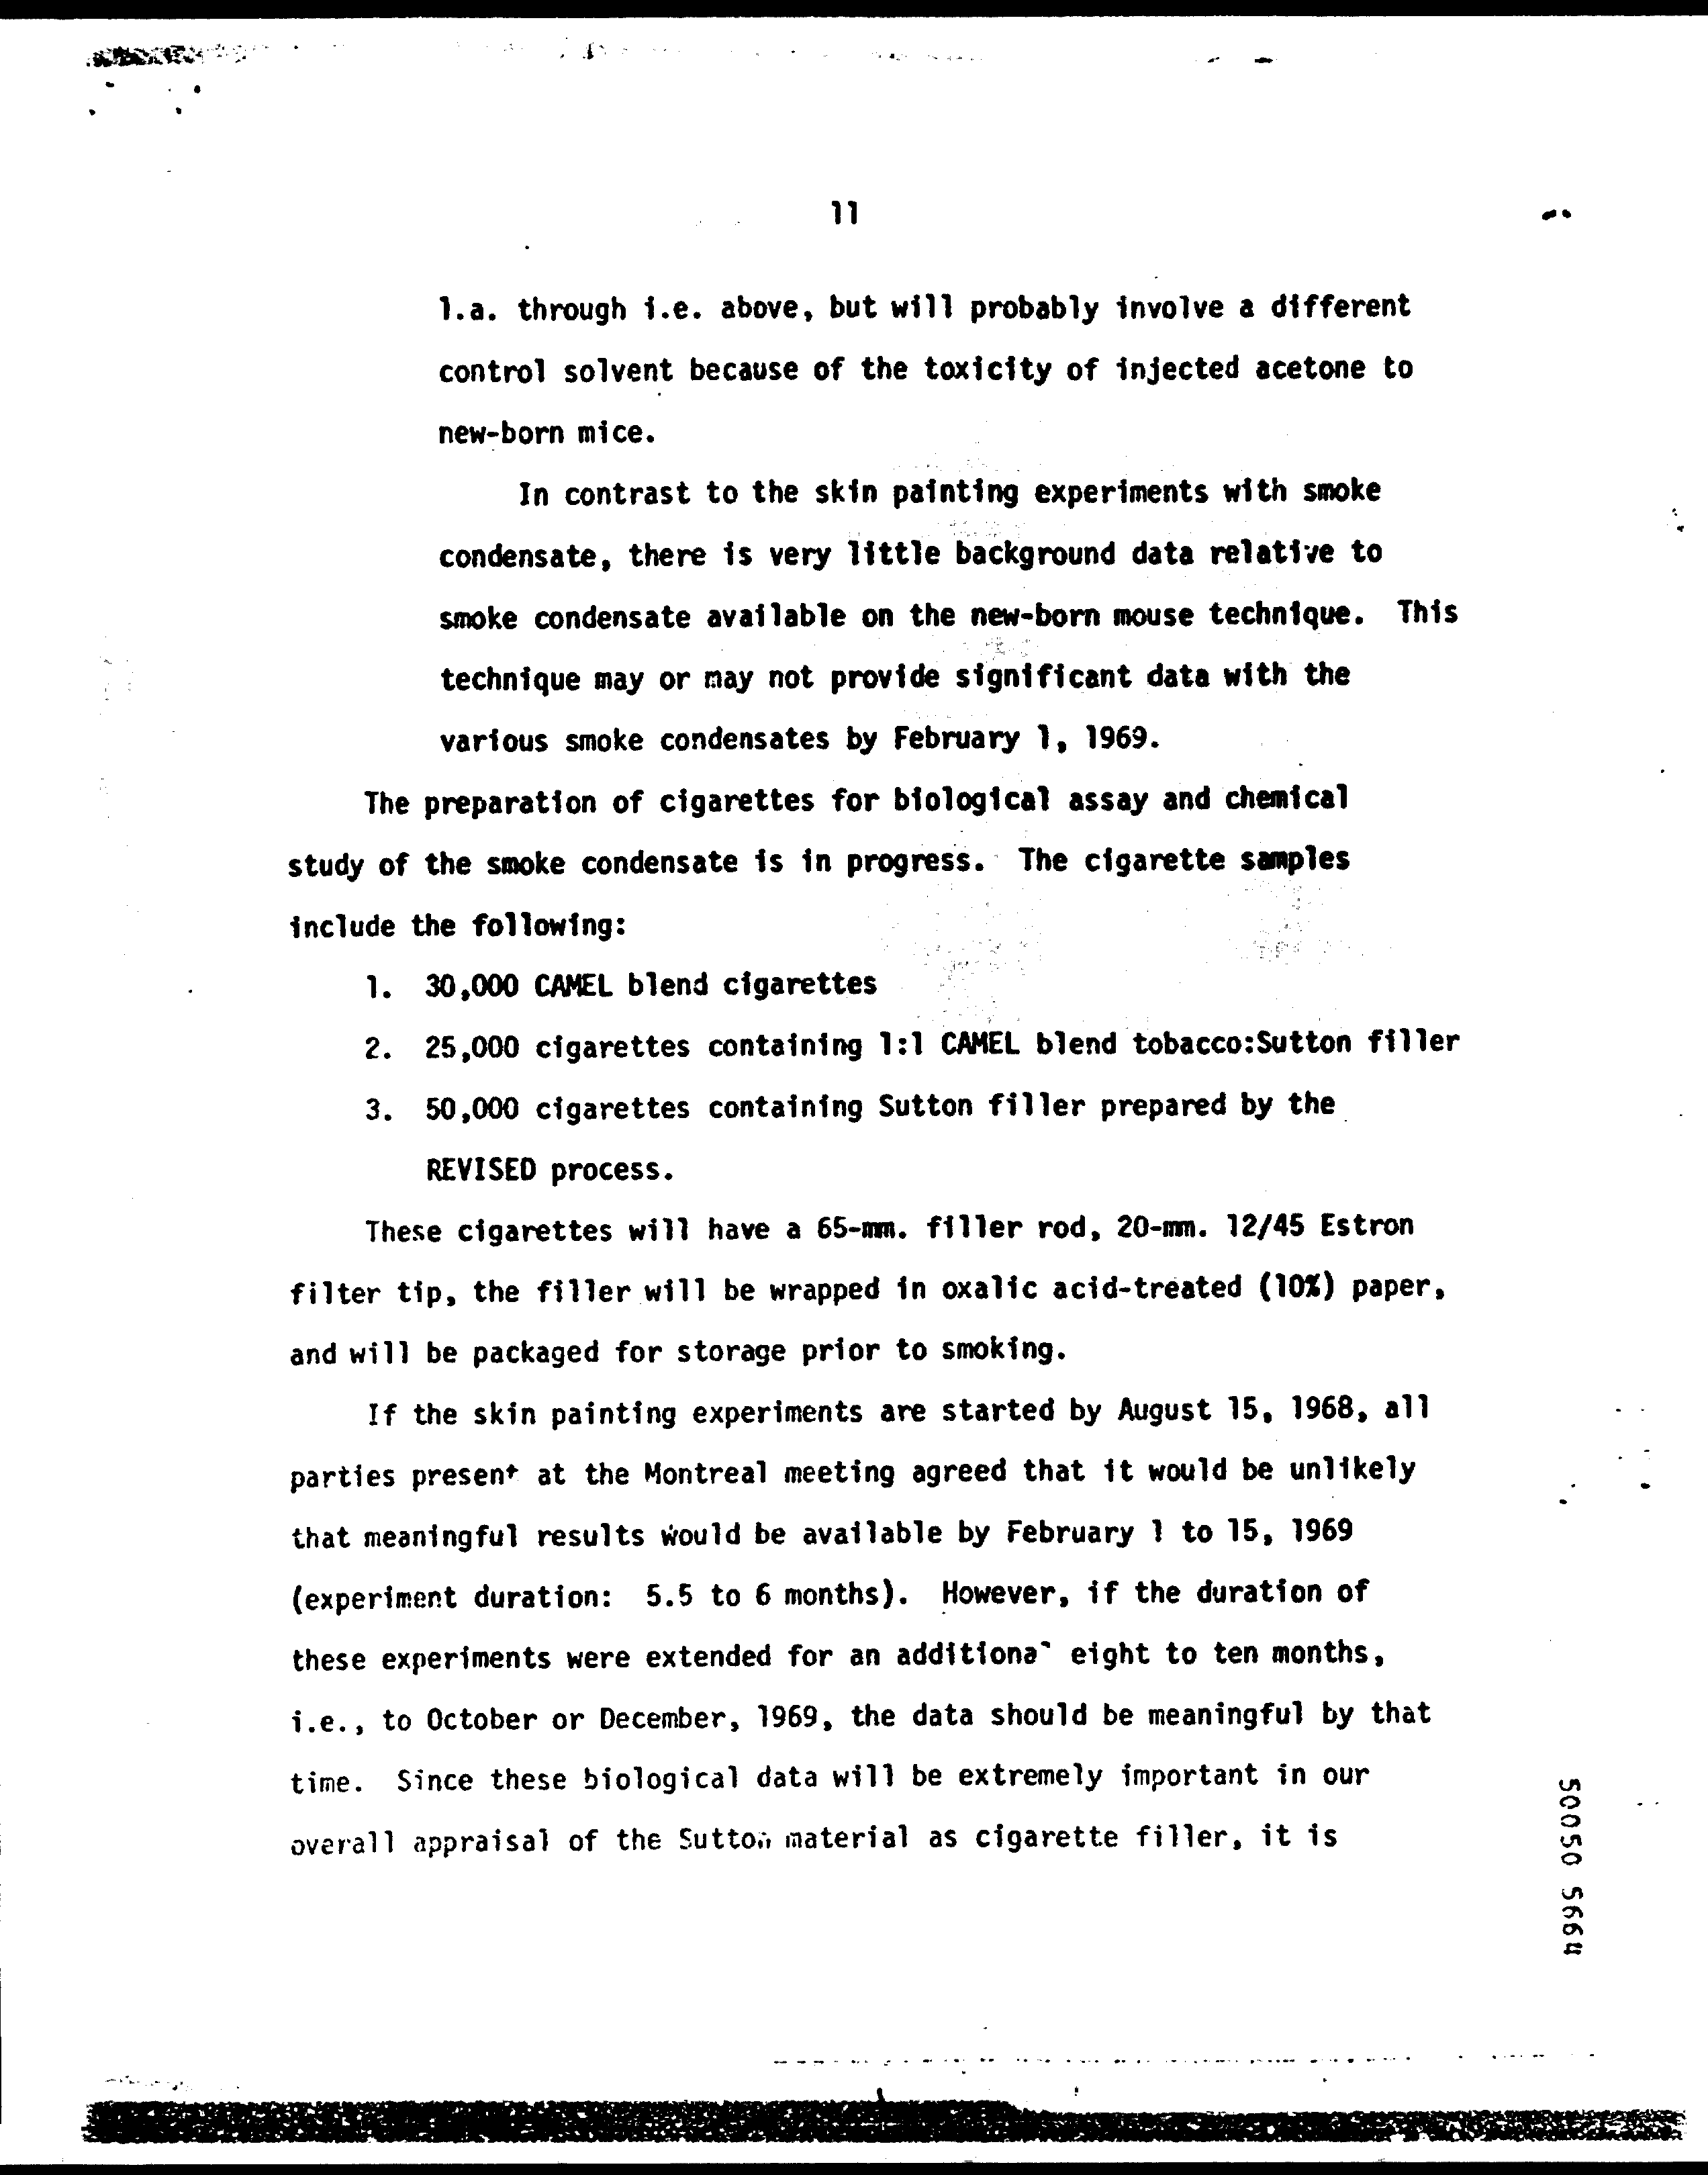 11
1.a. through i.e. above, but will probably involve a different
control solvent because of the toxicity of injected acetone to
new-born mice.
In contrast to the skin painting experiments with smoke
condensate, there is very little background data relative to
smoke condensate available on the new-born mouse technique. This
technique may or may not provide significant data with the
various smoke condensates by February 1, 1969.
The preparation of cigarettes for biological assay and chemical
study of the smoke condensate is in progress. The cigarette samples
include the following:
1. 30,000 CAMEL blend cigarettes
2. 25,000 cigarettes containing 1:1 CAMEL blend tobacco:Sutton filler
3. 50,000 cigarettes containing Sutton filler prepared by the
REVISED process.
These cigarettes will have a 65-mm. filler rod, 20-mm. 12/45 Estron
filter tip, the filler will be wrapped in oxalic acid-treated (10%) paper,
and will be packaged for storage prior to smoking.
If the skin painting experiments are started by August 15, 1968, all
parties present at the Montreal meeting agreed that it would be unlikely
that meaningful results would be available by February 1 to 15, 1969
(experiment duration: 5.5 to 6 months). However, if the duration of
these experiments were extended for an additional eight to ten months,
i.e., to October or December, 1969, the data should be meaningful by that
time. Since these biological data will be extremely important in our
overall appraisal of the Sutton material as cigarette filler, it is
50050 5664